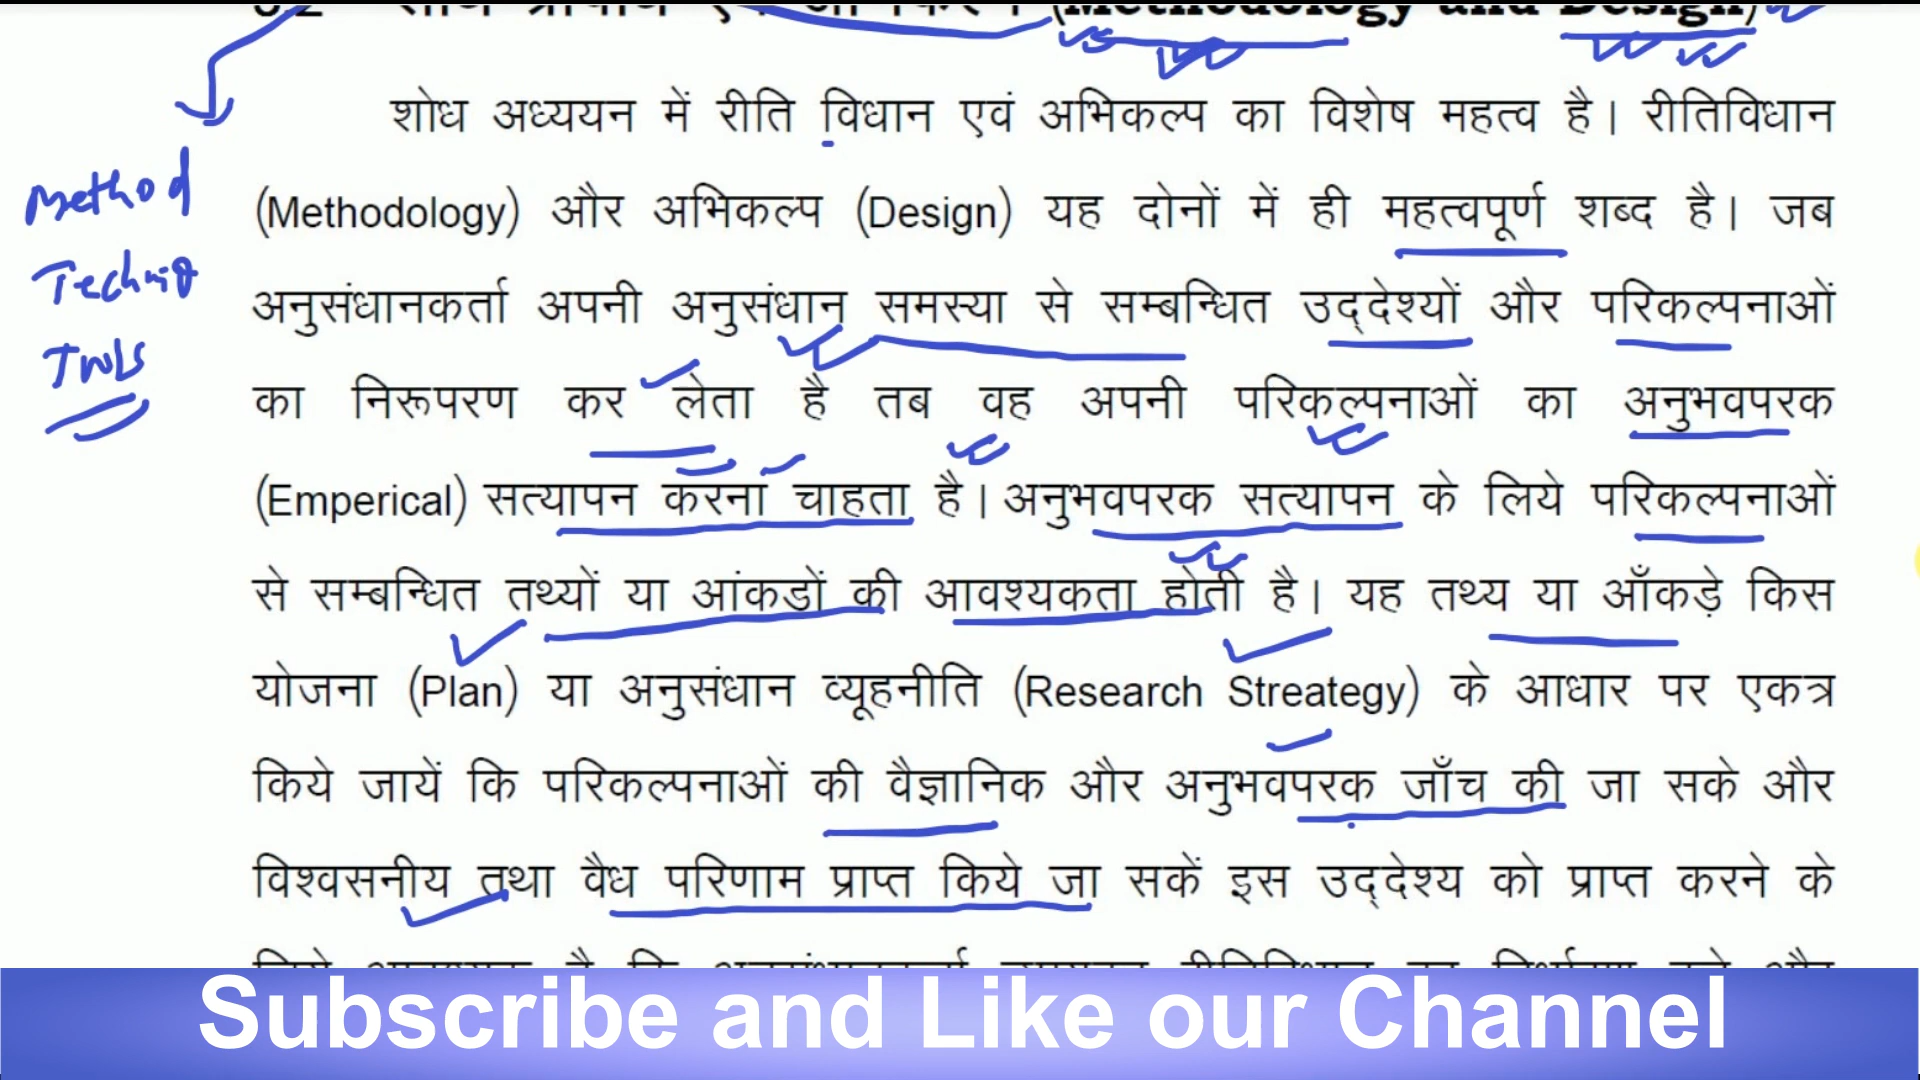 (Methodology and Design)
शोध अध्ययन में रीति विधान एवं अभिकल्प का विशेष महत्व है। रीतिविधान
(Methodology) और अभिकल्प (Design) यह दोनों में ही महत्वपूर्ण शब्द है। जब
अनुसंधानकर्ता अपनी अनुसंधान समस्या से सम्बन्धित उद्देश्यों और परिकल्पनाओं
का निरूपरण कर लेता है तब वह अपनी परिकल्पनाओं का अनुभवपरक
(Emperical) सत्यापन करना चाहता है। अनुभवपरक सत्यापन के लिये परिकल्पनाओं
से सम्बन्धित तथ्यों या आंकडों की आवश्यकता होती है। यह तथ्य या आँकड़े किस
योजना (Plan) या अनुसंधान व्यूहनीति (Research Streategy) के आधार पर एकत्र
किये जायें कि परिकल्पनाओं की वैज्ञानिक और अनुभवपरक जाँच की जा सके और
विश्वसनीय तथा वैध परिणाम प्राप्त किये जा सकें इस उद्देश्य को प्राप्त करने के
Method
Subscribe and Like our Channel